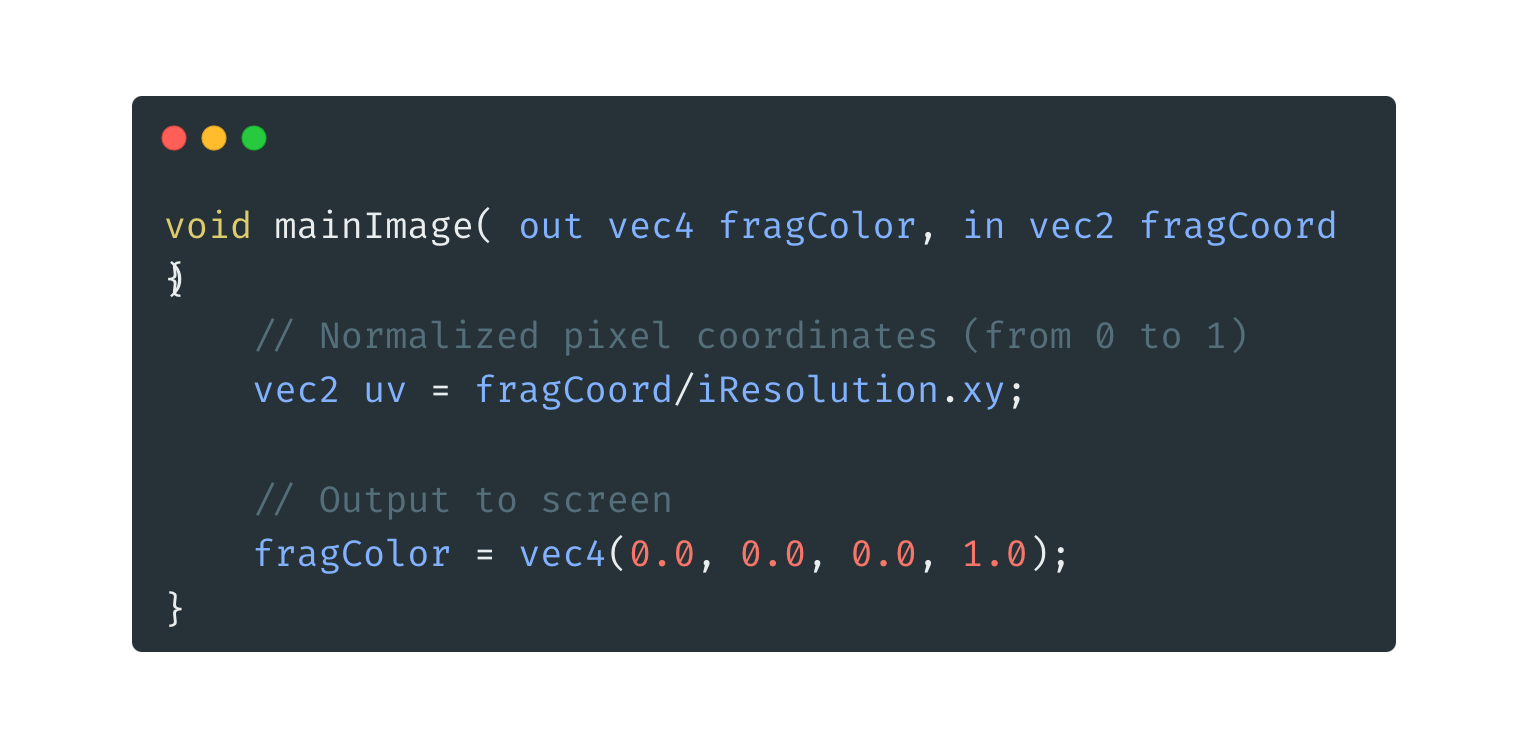 void mainImage( out vec4 fragColor, in vec2 fragCoord
)
{
// Normalized pixel coordinates (from 0 to 1)
vec2 uv = fragCoord/iResolution.xy;
// Output to screen
fragColor = vec4(0.0, 0.0, 0.0, 1.0);
}